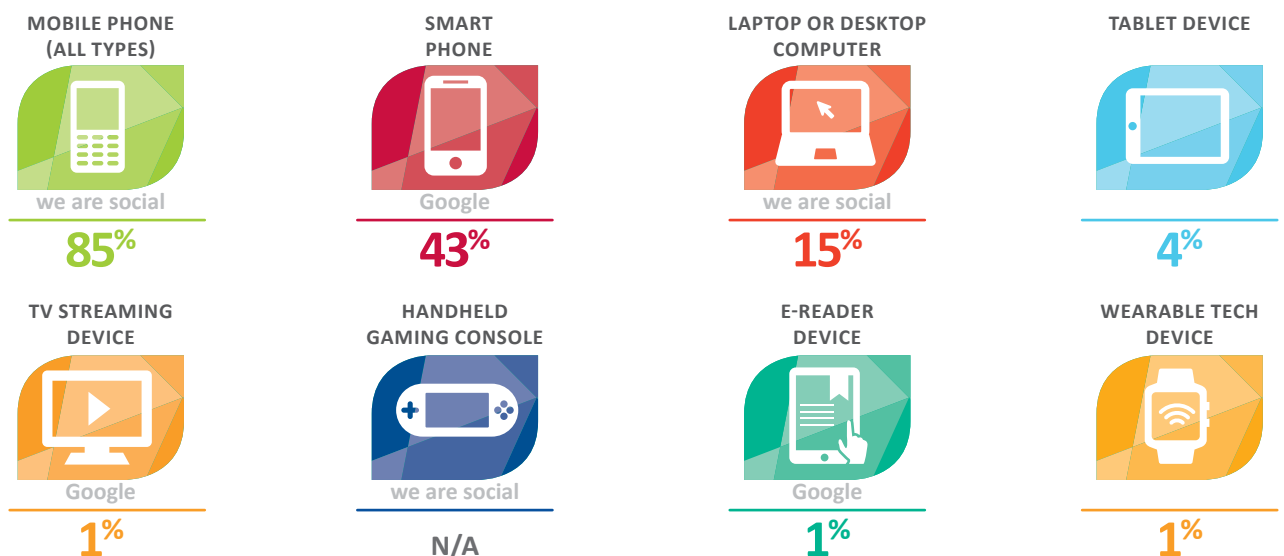 MOBILE PHONE
(ALL TYPES)
SMART
PHONE
LAPTOP OR DESKTOP
COMPUTER
TABLET DEVICE
we are social
Google
we are social
85%
43%
15%
4%
TV STREAMING
DEVICE
HANDHELD
GAMING CONSOLE
E-READER
DEVICE
WEARABLE TECH
DEVICE
Google
we are social
Google
1%
N/A
1%
1%